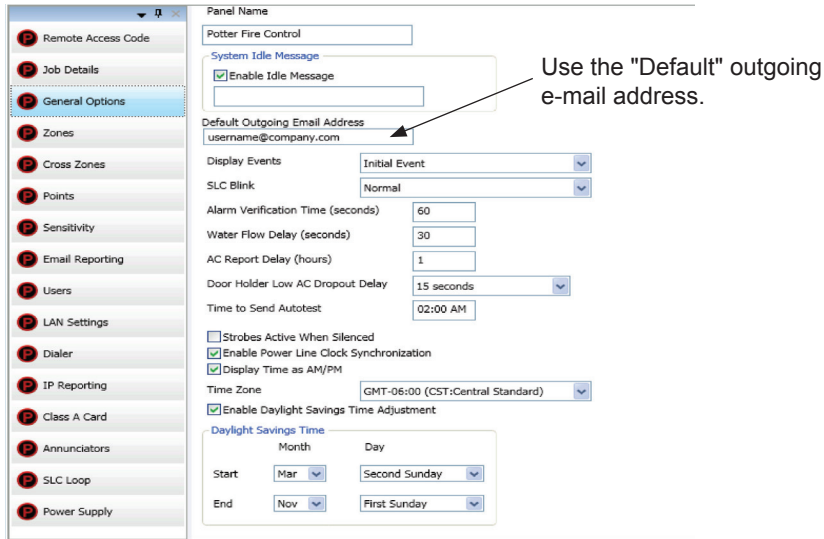 Remote Access Code
Job Details
General Options
Zones
Cross Zones
Points
Sensitivity
Email Reporting
Users
LAN Settings
Dialer
IP Reporting
Class A Card
Annunciators
SLC Loop
Power Supply
Panel Name
Potter Fire Control
System Idle Message
Enable Idle Message
Default Outgoing Email Address
username@company.com
Display Events Initial Event
SLC Blink Normal
Alarm Verification Time (seconds) 60
Water Flow Delay (seconds) 30
AC Report Delay (hours) 1
Door Holder Low AC Dropout Delay 15 seconds
Time to Send Autotest 02:00 AM
Strobes Active When Silenced
Enable Power Line Clock Synchronization
Display Time as AM/PM
Time Zone GMT-06:00 (CST:Central Standard)
Enable Daylight Savings Time Adjustment
Daylight Savings Time
Month Day
Start Mar Second Sunday
End Nov First Sunday
Use the "Default" outgoing
e-mail address.